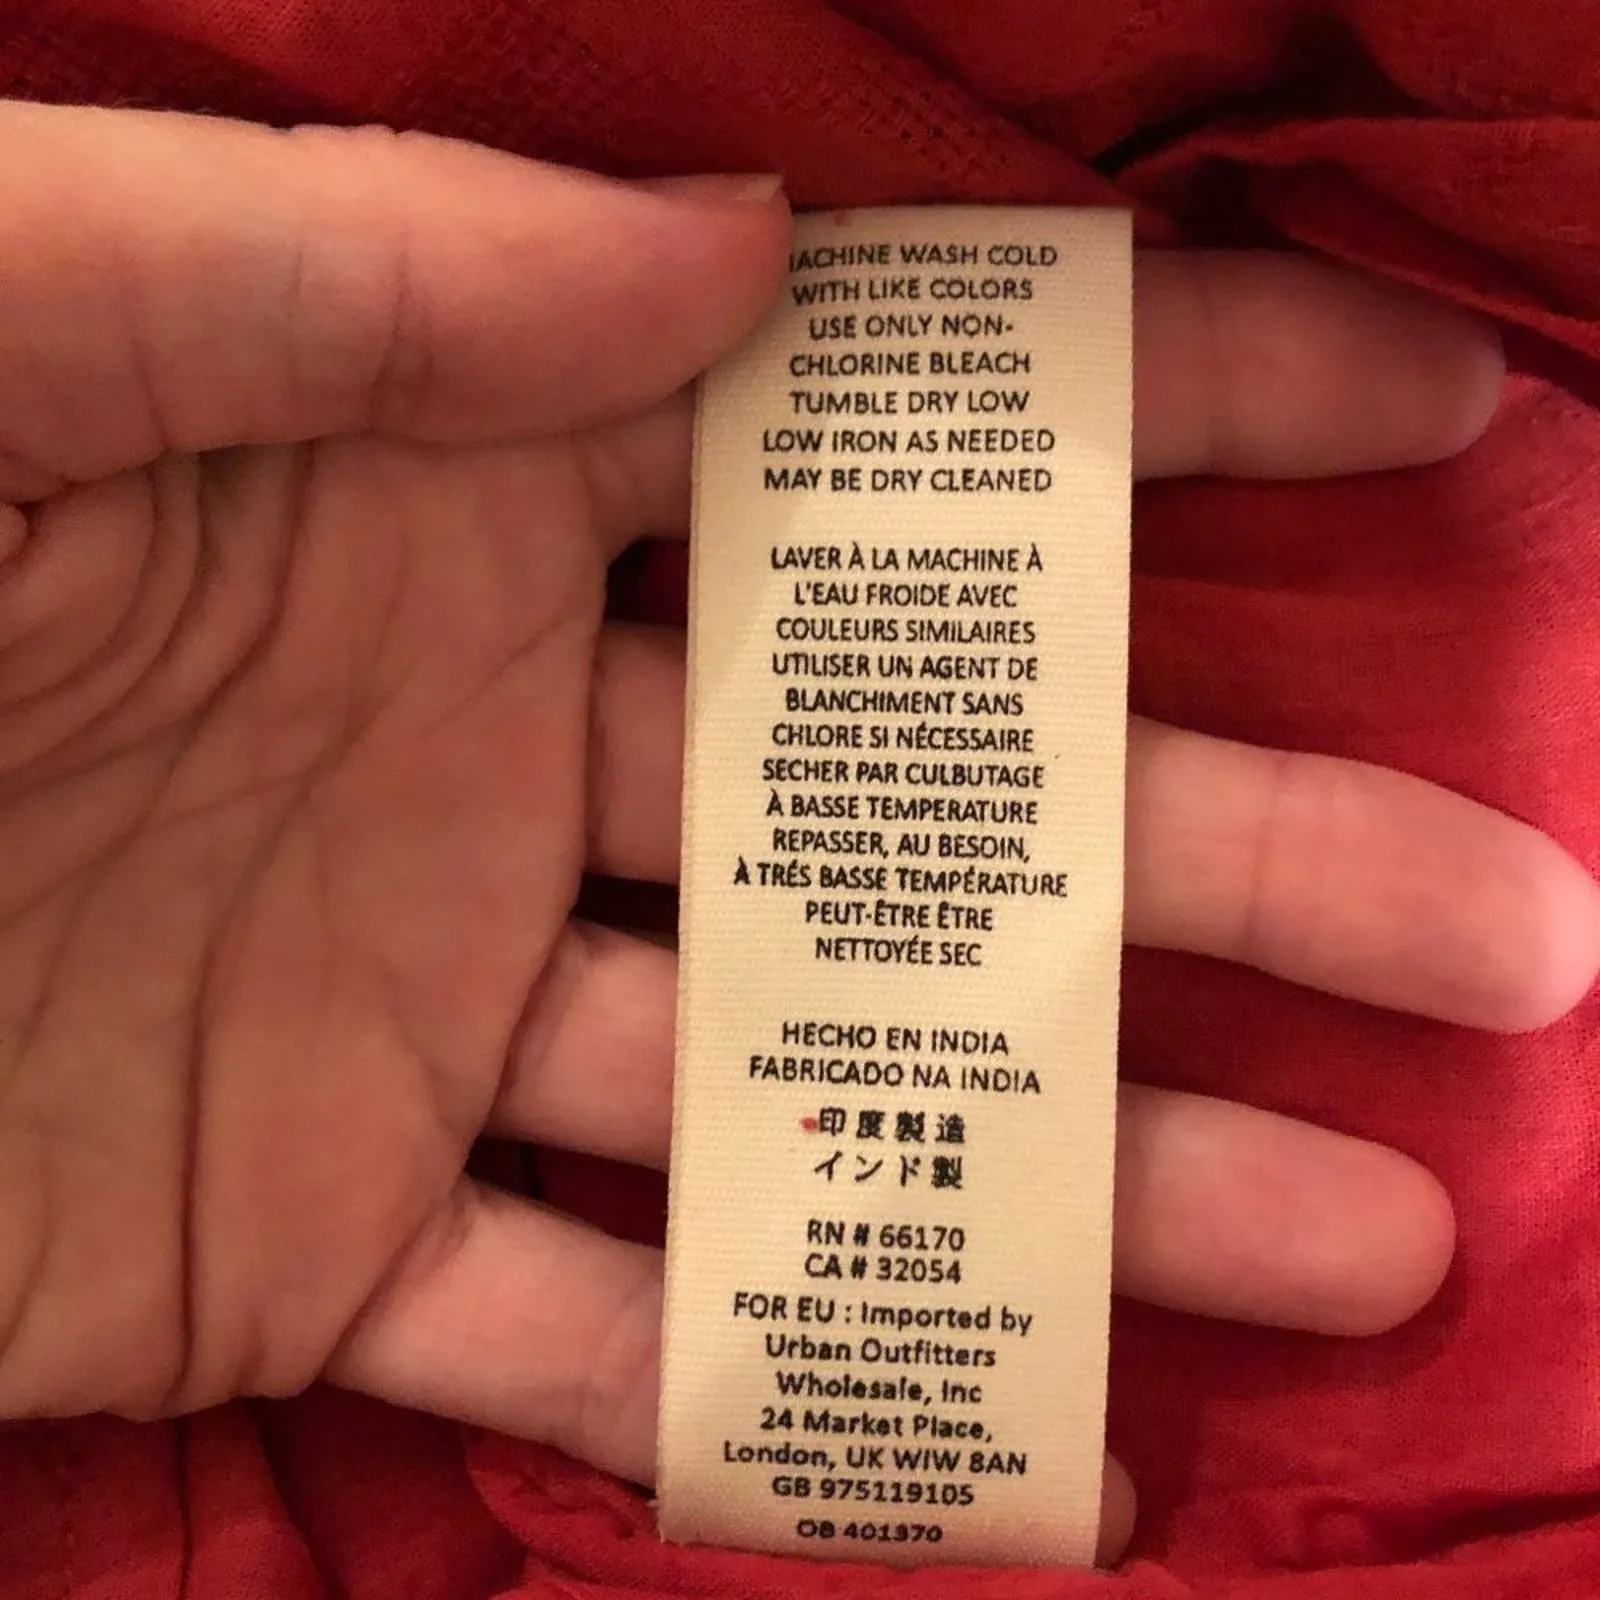 MACHINE WASH COLD
WITH LIKE COLORS
USE ONLY NON-
CHLORINE BLEACH
TUMBLE DRY LOW
LOW IRON AS NEEDED
MAY BE DRY CLEANED
LAVER À LA MACHINE À
L'EAU FROIDE AVEC
COULEURS SIMILAIRES
UTILISER UN AGENT DE
BLANCHIMENT SANS
CHLORE SI NÉCESSAIRE
SECHER PAR CULBUTAGE
À BASSE TEMPERATURE
REPASSER, AU BESOIN,
À TRÉS BASSE TEMPÉRATURE
PEUT-ÊTRE ÊTRE
NETTOYÉE SEC
HECHO EN INDIA
FABRICADO NA INDIA
印度製造
インド製
RN # 66170
CA # 32054
FOR EU : Imported by
Urban Outfitters
Wholesale, Inc
24 Market Place,
London, UK WIW 8AN
GB 975119105
OB 401370